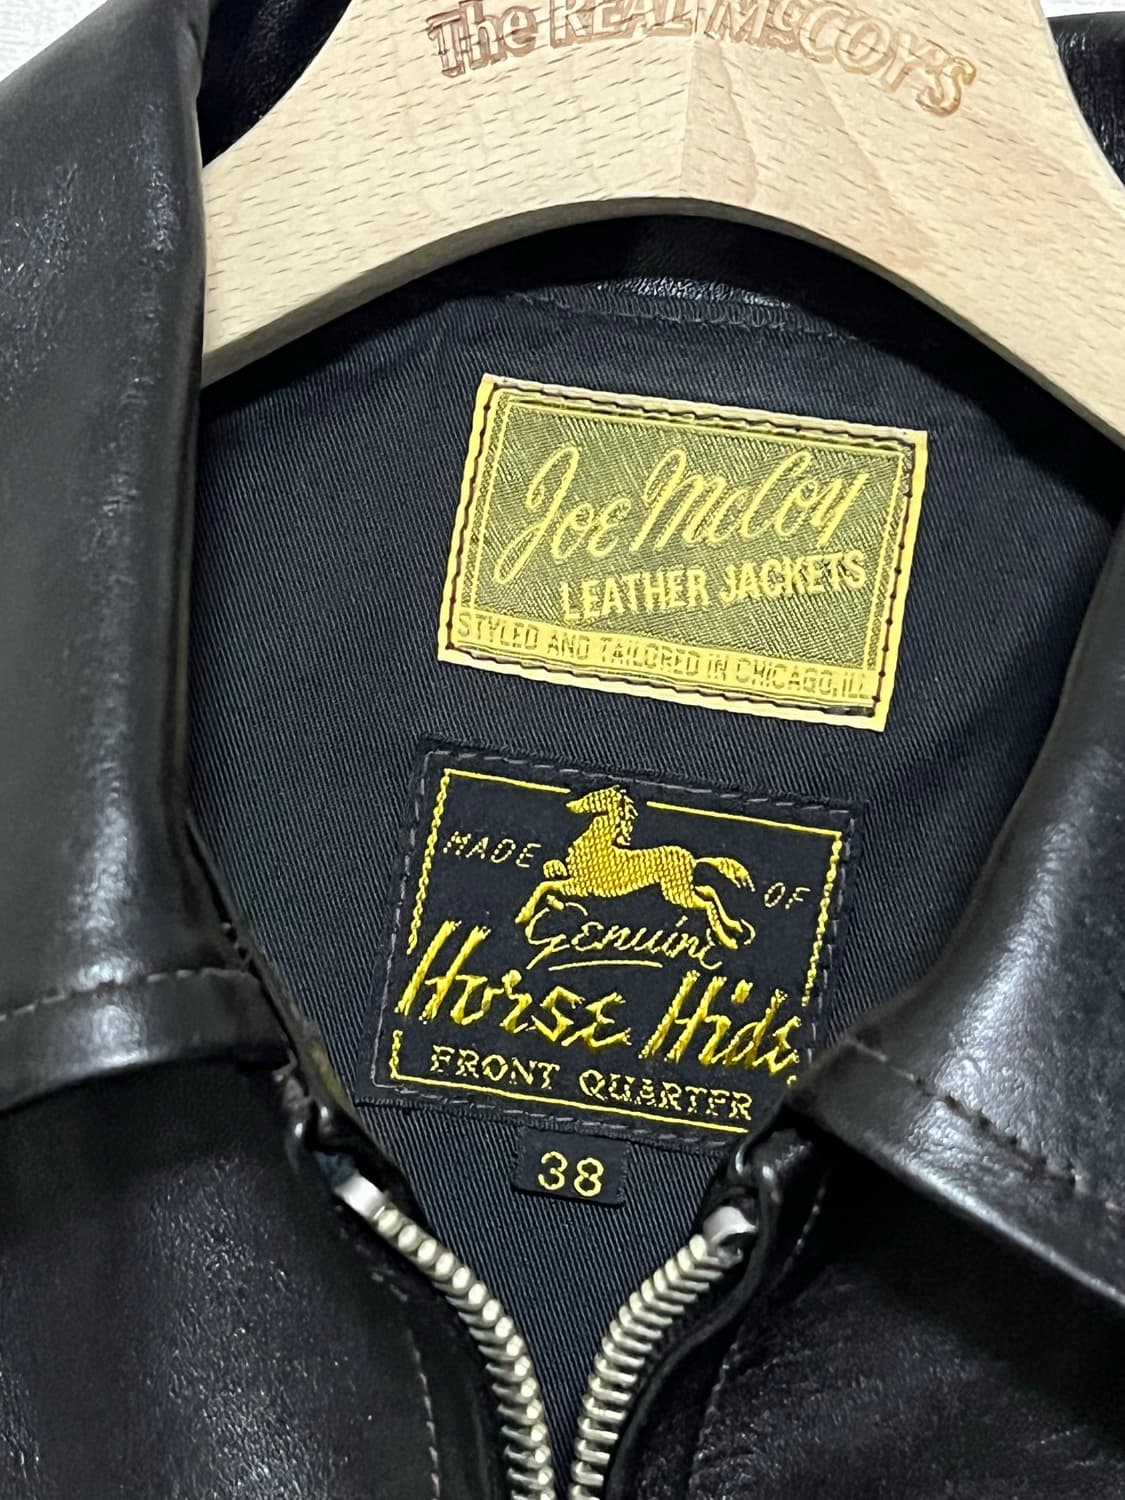 The REAL McCOY'S
Joe McCoy
LEATHER JACKETS
STYLED AND TAILORED IN CHICAGO, ILL.
MADE OF
Genuine
Horse Hide
FRONT QUARTER
38